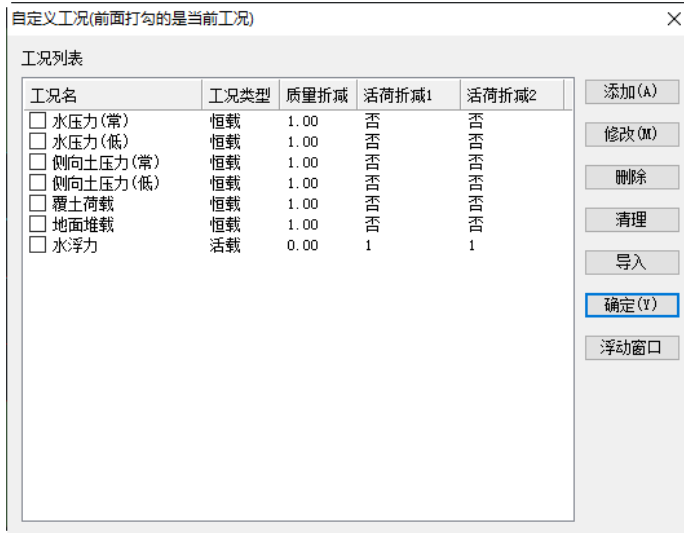 自定义工况(前面打勾的是当前工况)
工况列表
工况名 工况类型 质量折减 活荷折减1 活荷折减2
水压力(常) 恒载 1.00 否 否
水压力(低) 恒载 1.00 否 否
侧向土压力(常) 恒载 1.00 否 否
侧向土压力(低) 恒载 1.00 否 否
覆土荷载 恒载 1.00 否 否
地面堆载 恒载 1.00 否 否
水浮力 活载 0.00 1 1
添加(A)
修改(M)
删除
清理
导入
确定(Y)
浮动窗口